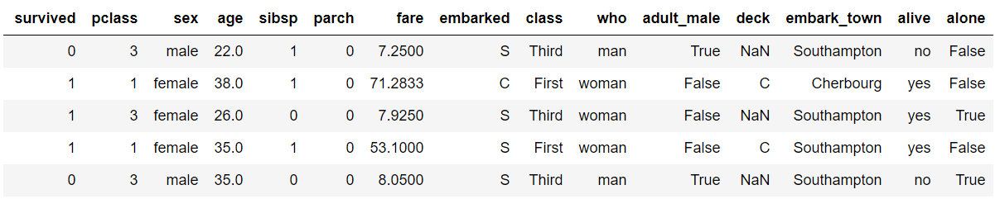 survived pclass sex age sibsp parch fare embarked class who adult_male deck embark_town alive alone
0 3 male 22.0 1 0 7.2500 S Third man True NaN Southampton no False
1 1 female 38.0 1 0 71.2833 C First woman False C Cherbourg yes False
1 3 female 26.0 0 0 7.9250 S Third woman False NaN Southampton yes True
1 1 female 35.0 1 0 53.1000 S First woman False C Southampton yes False
0 3 male 35.0 0 0 8.0500 S Third man True NaN Southampton no True